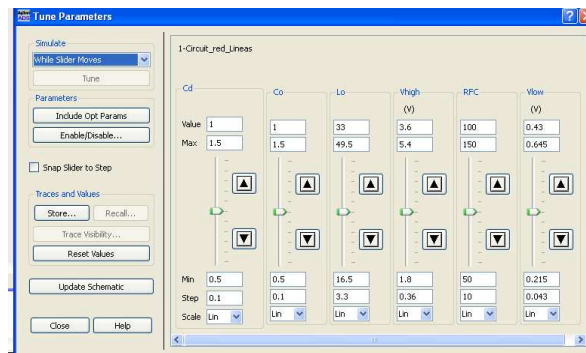 ADS Tune Parameters
Simulate
While Slider Moves
Tune
Parameters
Include Opt Params
Enable/Disable...
Snap Slider to Step
Traces and Values
Store... Recall...
Trace Visibility...
Reset Values
Update Schematic
Close Help
1-Circuit_red_Lineas
Cd Co Lo Vhigh RFC Vlow
(V) (V)
Value 1 1 33 3.6 100 0.43
Max 1.5 1.5 49.5 5.4 150 0.645
Min 0.5 0.5 16.5 1.8 50 0.215
Step 0.1 0.1 3.3 0.36 10 0.043
Scale Lin Lin Lin Lin Lin Lin